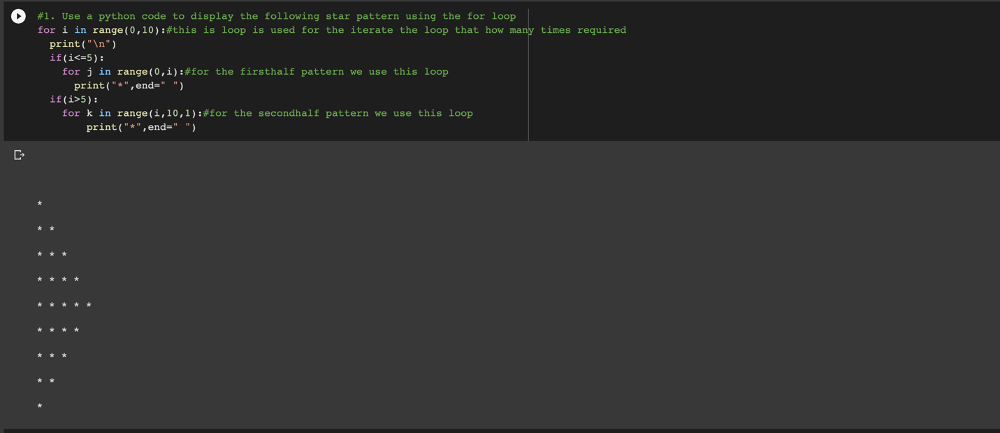 #1. Use a python code to display the following star pattern using the for loop
for i in range(0,10):#this is loop is used for the iterate the loop that how many times required
  print("\n")
  if(i<=5):
    for j in range(0,i):#for the firsthalf pattern we use this loop
      print("*",end=" ")
  if(i>5):
    for k in range(i,10,1):#for the secondhalf pattern we use this loop
        print("*",end=" ")
*
* *
* * *
* * * *
* * * * *
* * * *
* * *
* *
*